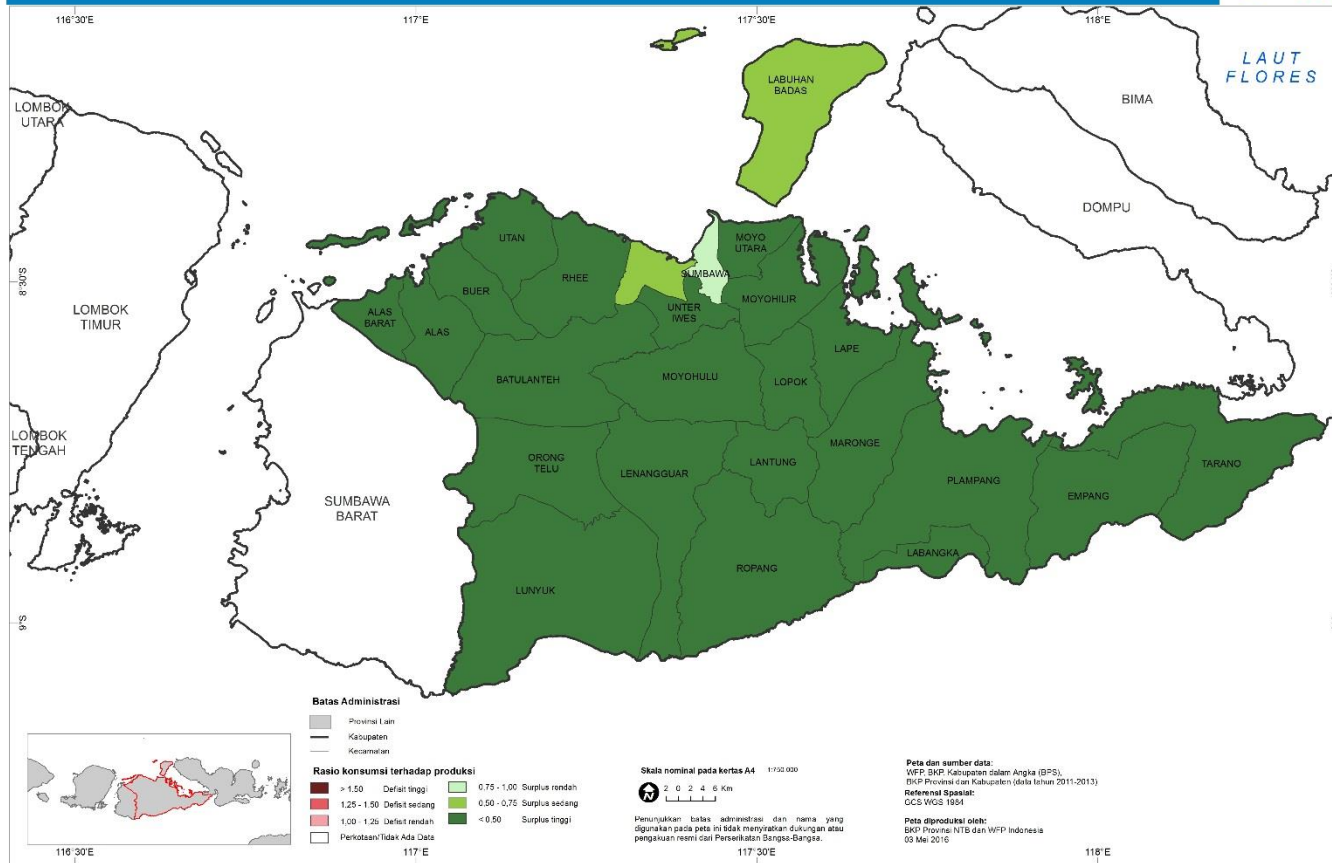 116°30'E
117°E
117°30'E
118°E
LAUT
FLORES
LABUHAN
BADAS
BIMA
LOMBOK
UTARA
DOMPU
UTAN
MOYO
UTARA
8°30'S
8°30'S
RHEE
SUMBAWA
BUER
MOYOHILIR
LOMBOK
TIMUR
ALAS
BARAT
ALAS
UNTER
IWES
LAPE
BATULANTEH
MOYOHULU
LOPOK
LOMBOK
TENGAH
MARONGE
ORONG
TELU
LENANGGUAR
LANTUNG
TARANO
PLAMPANG
EMPANG
SUMBAWA
BARAT
LABANGKA
ROPANG
LUNYUK
9°S
9°S
Batas Administrasi
Provinsi Lain
Kabupaten
Kecamatan
Rasio konsumsi terhadap produksi
> 1.50 Defisit tinggi
1,25 - 1.50 Defisit sedang
1,00 - 1,25 Defisit rendah
Perkotaan/Tidak Ada Data
0,75 - 1,00 Surplus rendah
0,50 - 0,75 Surplus sedang
< 0,50 Surplus tinggi
Skala nominal pada kertas A4 1:750 000
2 0 2 4 6 Km
Penunjukkan batas administrasi dan nama yang
digunakan pada peta ini tidak menyiratkan dukungan atau
pengakuan resmi dari Perserikatan Bangsa-Bangsa.
Peta dan sumber data:
WFP, BKP, Kabupaten dalam Angka (BPS),
BKP Provinsi dan Kabupaten (data tahun 2011-2013)
Referensi Spasial:
GCS WGS 1984
Peta diproduksi oleh:
BKP Provinsi NTB dan WFP Indonesia
03 Mei 2016
116°30'E
117°E
117°30'E
118°E